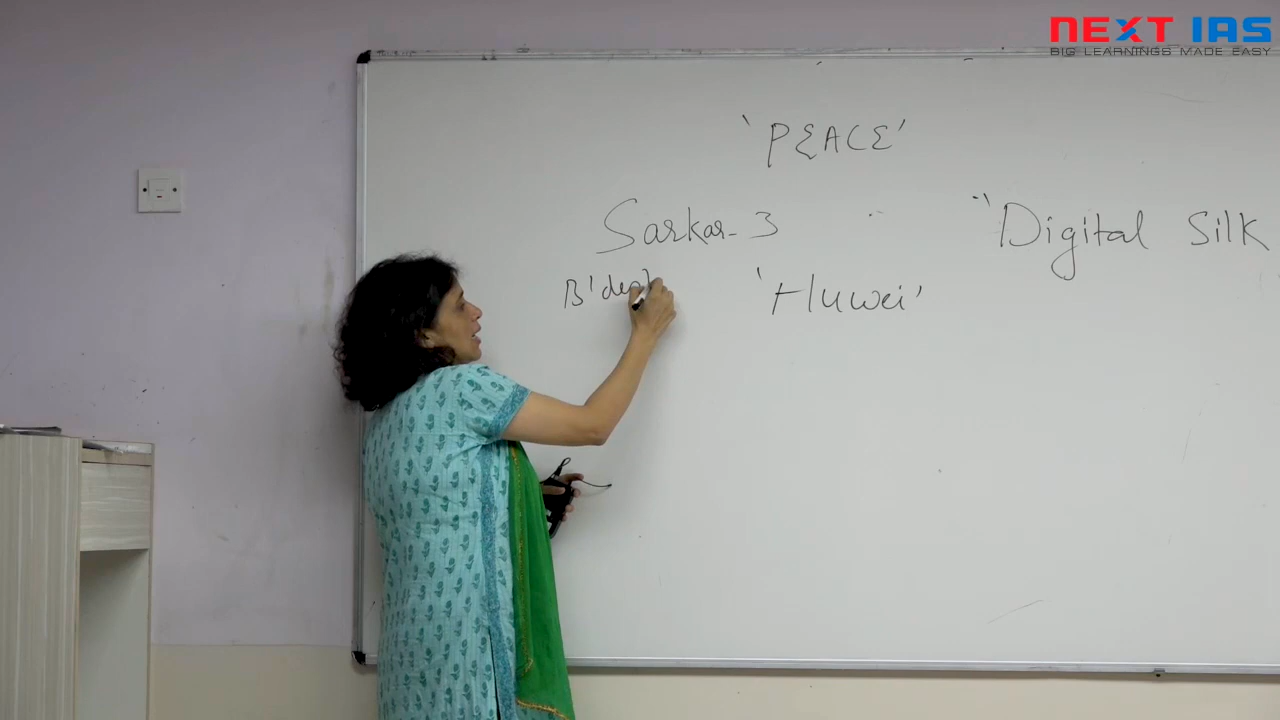 NEXT IAS
BIG LEARNINGS MADE EASY
'PEACE'
Sarkar-3
"Digital Silk
'Huwei'